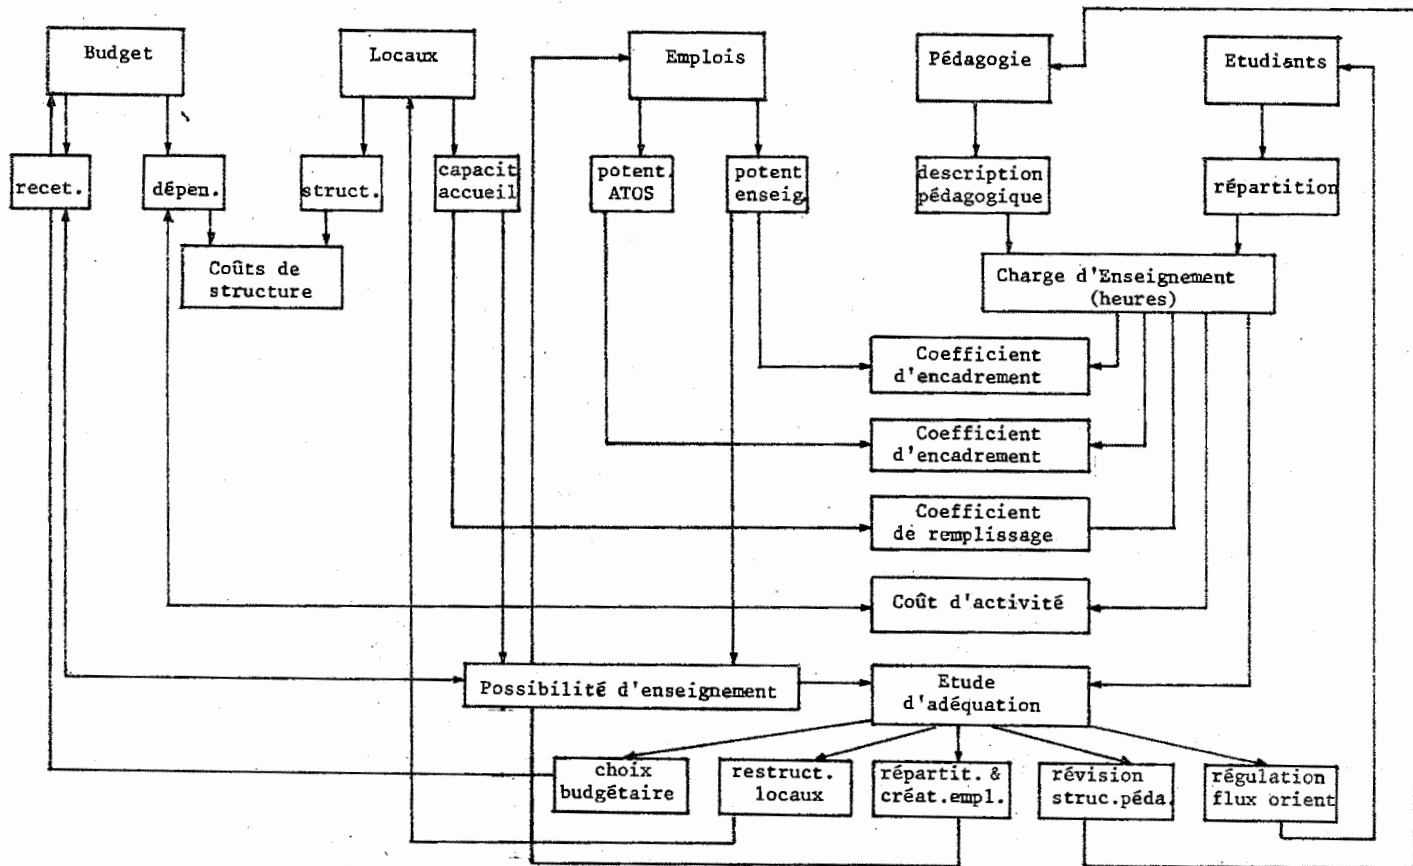 Budget
Locaux
Emplois
Pédagogie
Etudiants
recet.
dépen.
struct.
capacit
accueil
potent.
ATOS
potent
enseig.
description
pédagogique
répartition
Coûts de
structure
Charge d'Enseignement
(heures)
Coefficient
d'encadrement
Coefficient
d'encadrement
Coefficient
de remplissage
Coût d'activité
Possibilité d'enseignement
Etude
d'adéquation
choix
budgétaire
restruct.
locaux
répartit. &
créat.empl.
révision
struc.péda.
régulation
flux orient